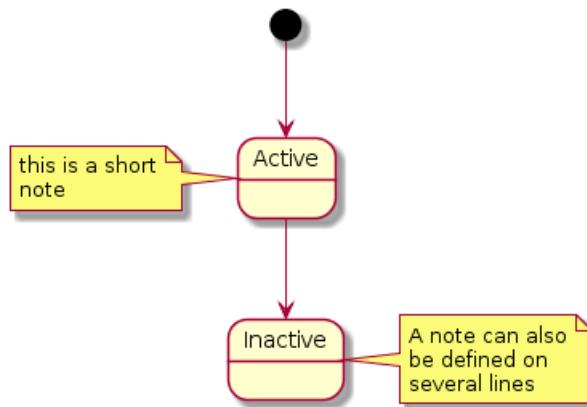 Active
this is a short
note
Inactive
A note can also
be defined on
several lines